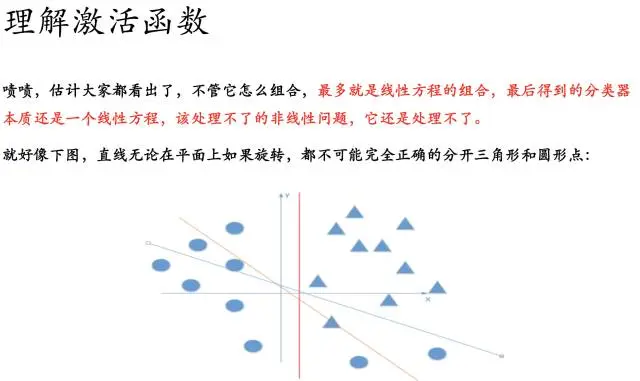 理解激活函数
啧啧，估计大家都看出了，不管它怎么组合，最多就是线性方程的组合，最后得到的分类器
本质还是一个线性方程，该处理不了的非线性问题，它还是处理不了。
就好像下图，直线无论在平面上如果旋转，都不可能完全正确的分开三角形和圆形点：
Y
X